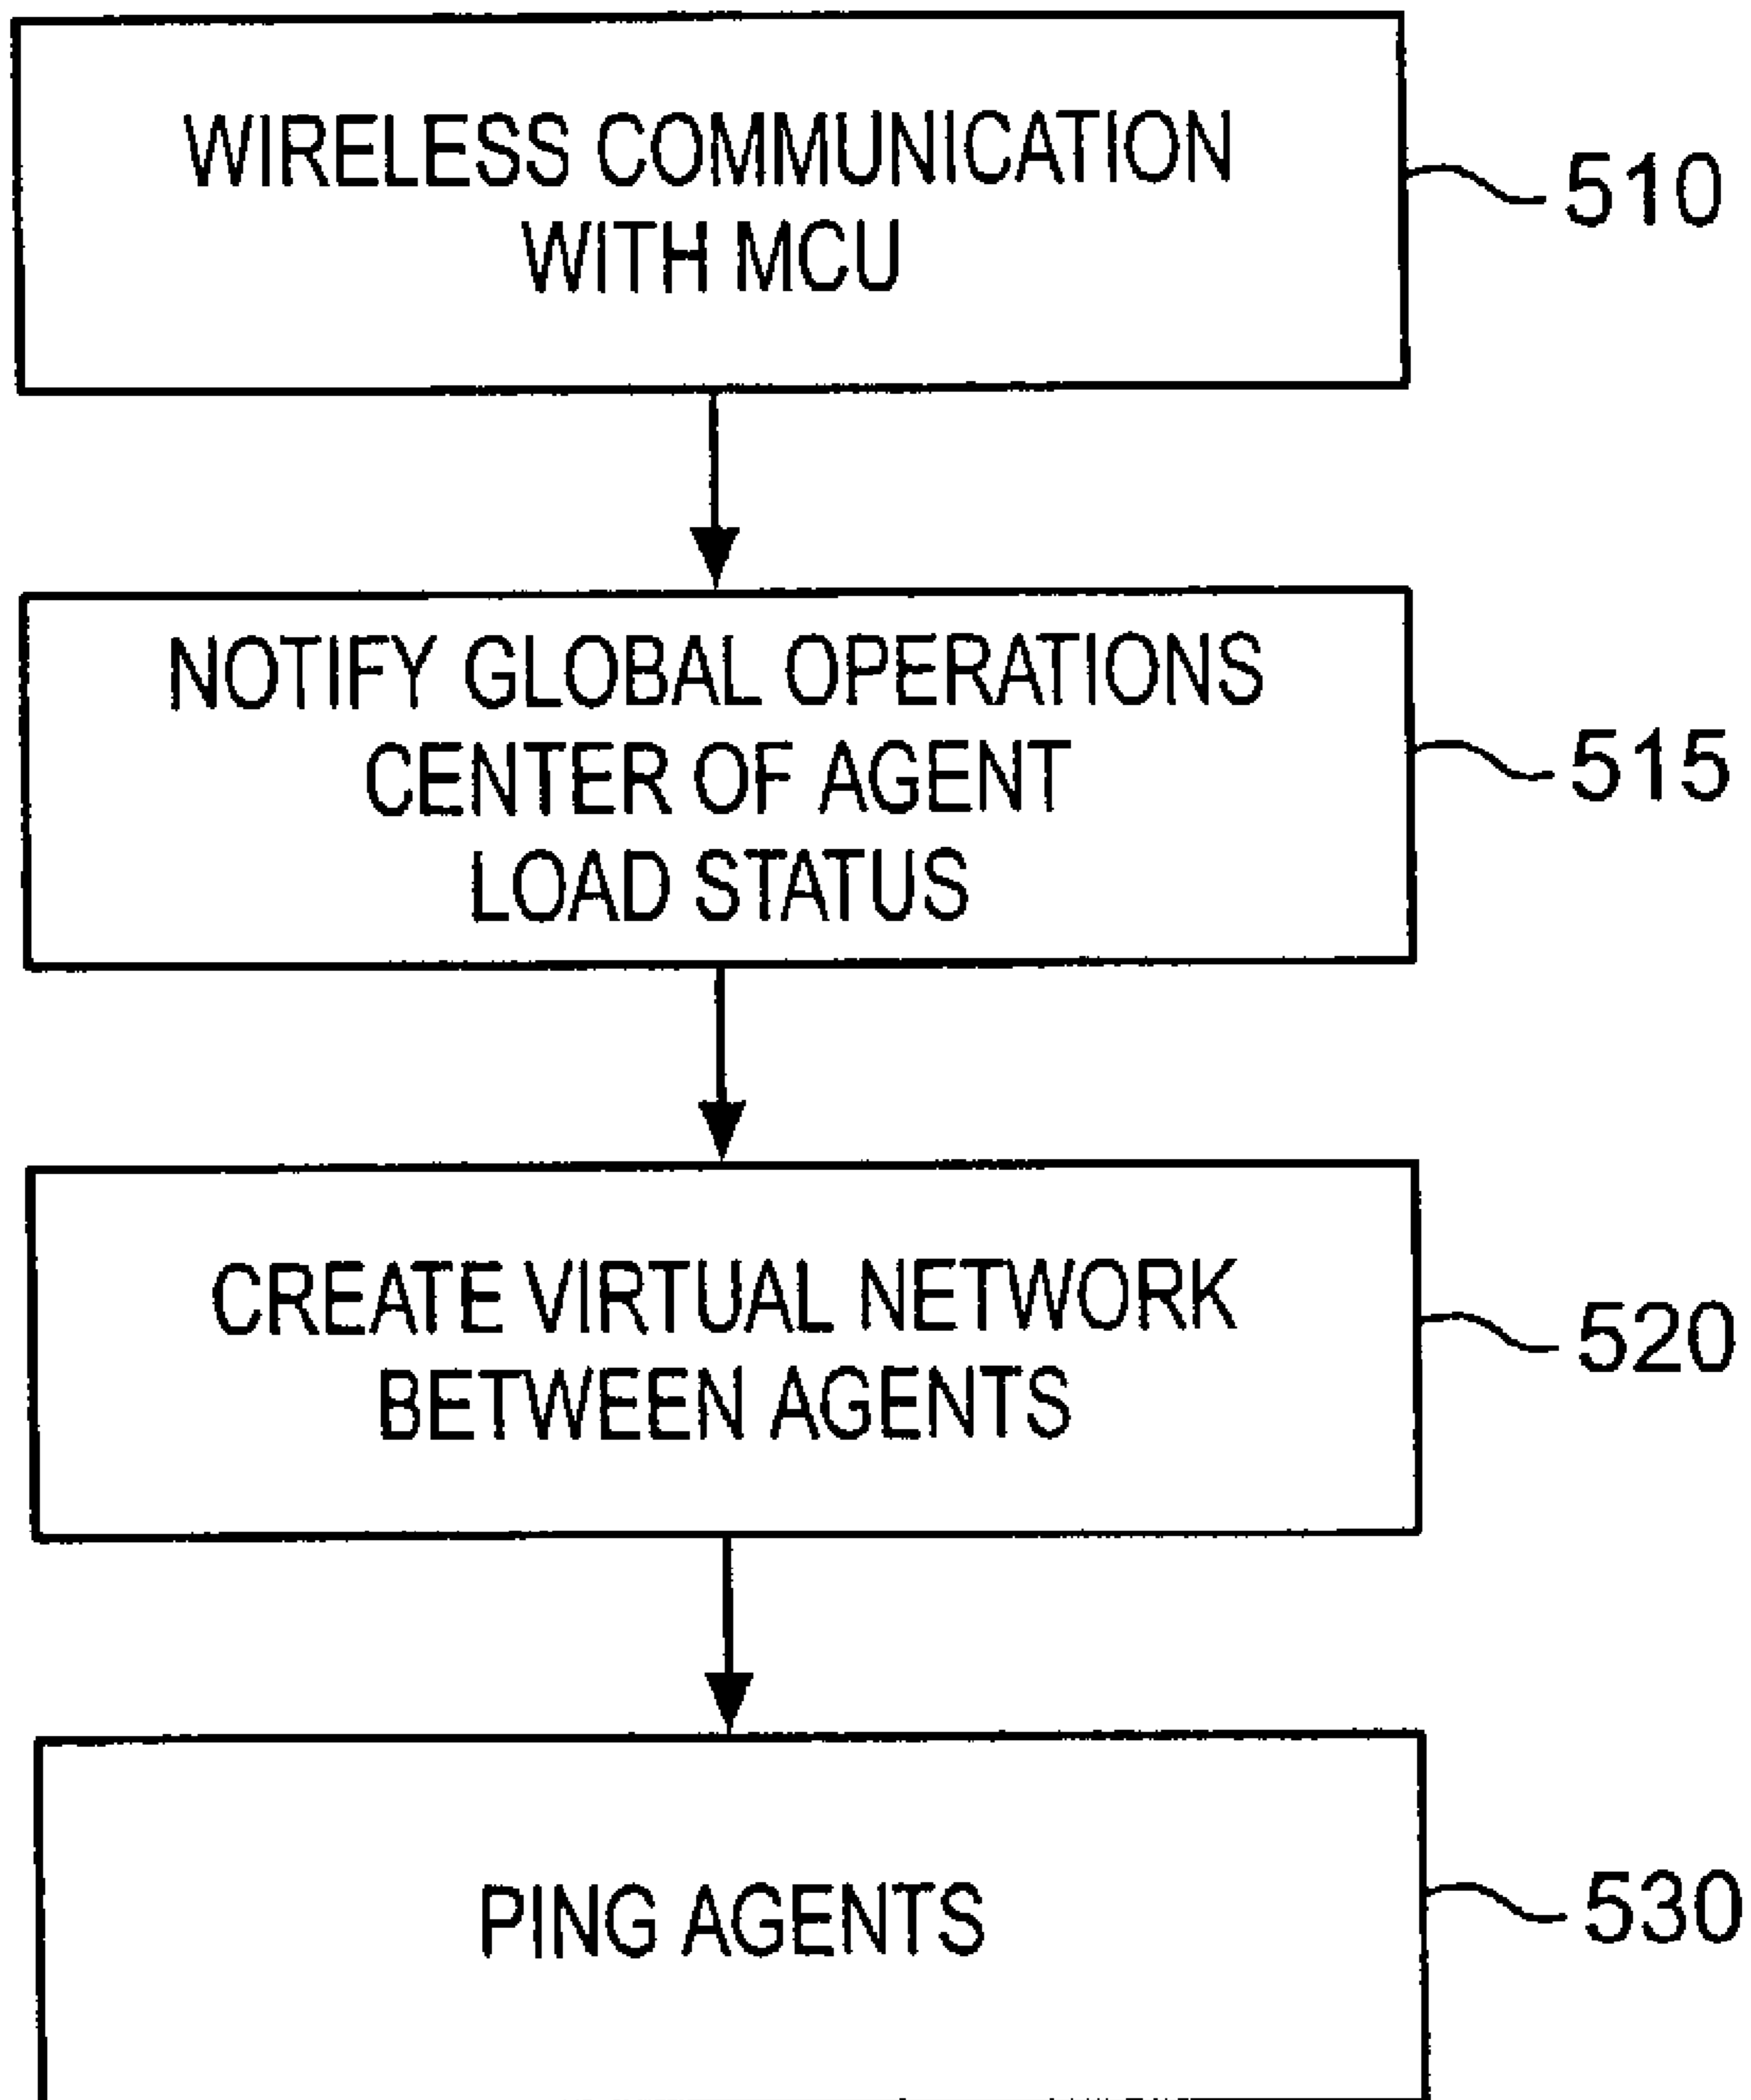 WIRELESS COMMUNICATION
WITH MCU
510
NOTIFY GLOBAL OPERATIONS
CENTER OF AGENT
LOAD STATUS
515
CREATE VIRTUAL NETWORK
BETWEEN AGENTS
520
PING AGENTS
530